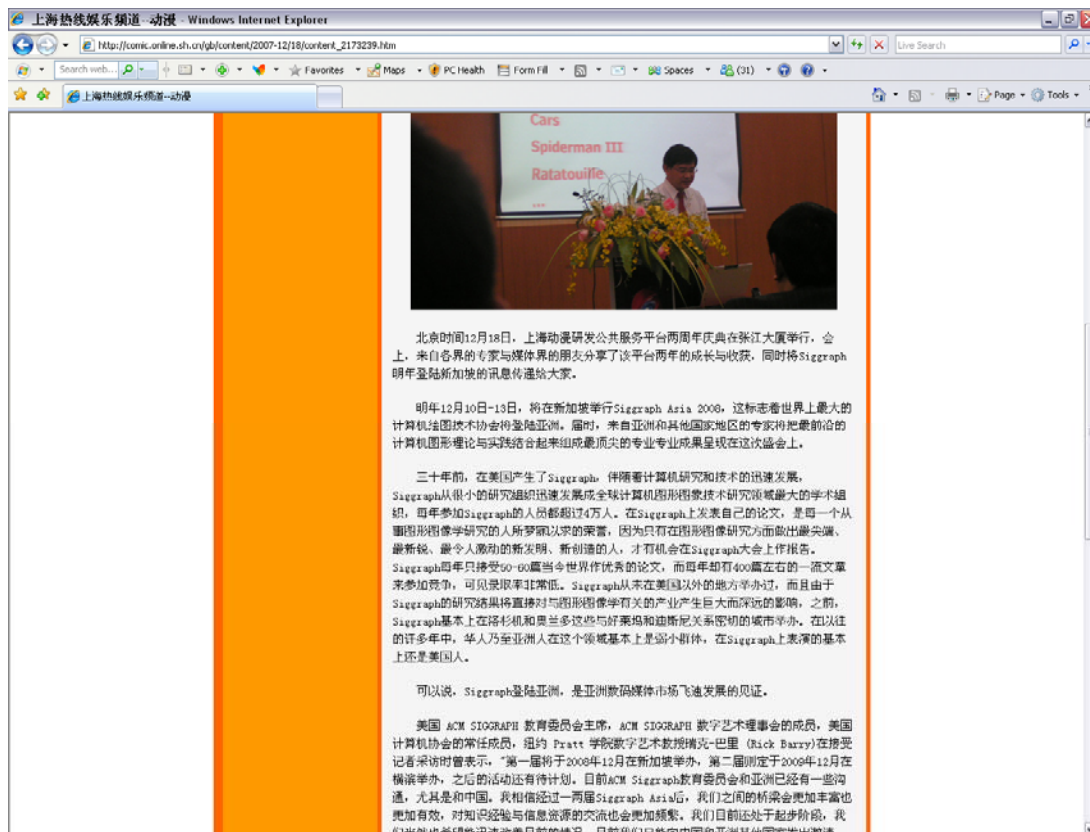 上海热线娱乐频道--动漫 - Windows Internet Explorer
http://comic.online.sh.cn/gb/content/2007-12/18/content_2173239.htm
Live Search
Search web...
Favorites
Maps
PC Health
Form Fill
Spaces
(31)
上海热线娱乐频道--动漫
Page
Tools
Cars
Spiderman III
Ratatouille
...
北京时间12月18日，上海动漫研发公共服务平台两周年庆典在张江大厦举行，会
上，来自各界的专家与媒体界的朋友分享了该平台两年的成长与收获，同时将Siggraph
明年登陆新加坡的讯息传递给大家。
明年12月10日-13日，将在新加坡举行Siggraph Asia 2008，这标志着世界上最大的
计算机绘图技术协会将登陆亚洲。届时，来自亚洲和其他国家地区的专家将把最前沿的
计算机图形理论与实践结合起来组成最顶尖的专业专业成果呈现在这次盛会上。
三十年前，在美国产生了Siggraph，伴随着计算机研究和技术的迅速发展，
Siggraph从很小的研究组织迅速发展成全球计算机图形图象技术研究领域最大的学术组
织，每年参加Siggraph的人员都超过4万人。在Siggraph上发表自己的论文，是每一个从
事图形图像学研究的人所梦寐以求的荣誉，因为只有在图形图像研究方面做出最尖端、
最新锐、最令人激动的新发明、新创造的人，才有机会在Siggraph大会上作报告。
Siggraph每年只接受50-60篇当今世界作优秀的论文，而每年却有400篇左右的一流文章
来参加竞争，可见录取率非常低。Siggraph从未在美国以外的地方举办过，而且由于
Siggraph的研究结果将直接对与图形图像学有关的产业产生巨大而深远的影响，之前，
Siggraph基本上在洛杉机和奥兰多这些与好莱坞和迪斯尼关系密切的城市举办。在以往
的许多年中，华人乃至亚洲人在这个领域基本上是弱小群体，在Siggraph上表演的基本
上还是美国人。
可以说，Siggraph登陆亚洲，是亚洲数码媒体市场飞速发展的见证。
美国 ACM SIGGRAPH 教育委员会主席，ACM SIGGRAPH 数字艺术理事会的成员，美国
计算机协会的常任成员，纽约 Pratt 学院数字艺术教授瑞克-巴里 (Rick Barry)在接受
记者采访时曾表示，“第一届将于2008年12月在新加坡举办，第二届则定于2009年12月在
横滨举办，之后的活动还有待计划。目前ACM Siggraph教育委员会和亚洲已经有一些沟
通，尤其是和中国。我相信经过一两届Siggraph Asia后，我们之间的桥梁会更加丰富也
更加有效，对知识经验与信息资源的交流也会更加频繁。我们目前还处于起步阶段，我